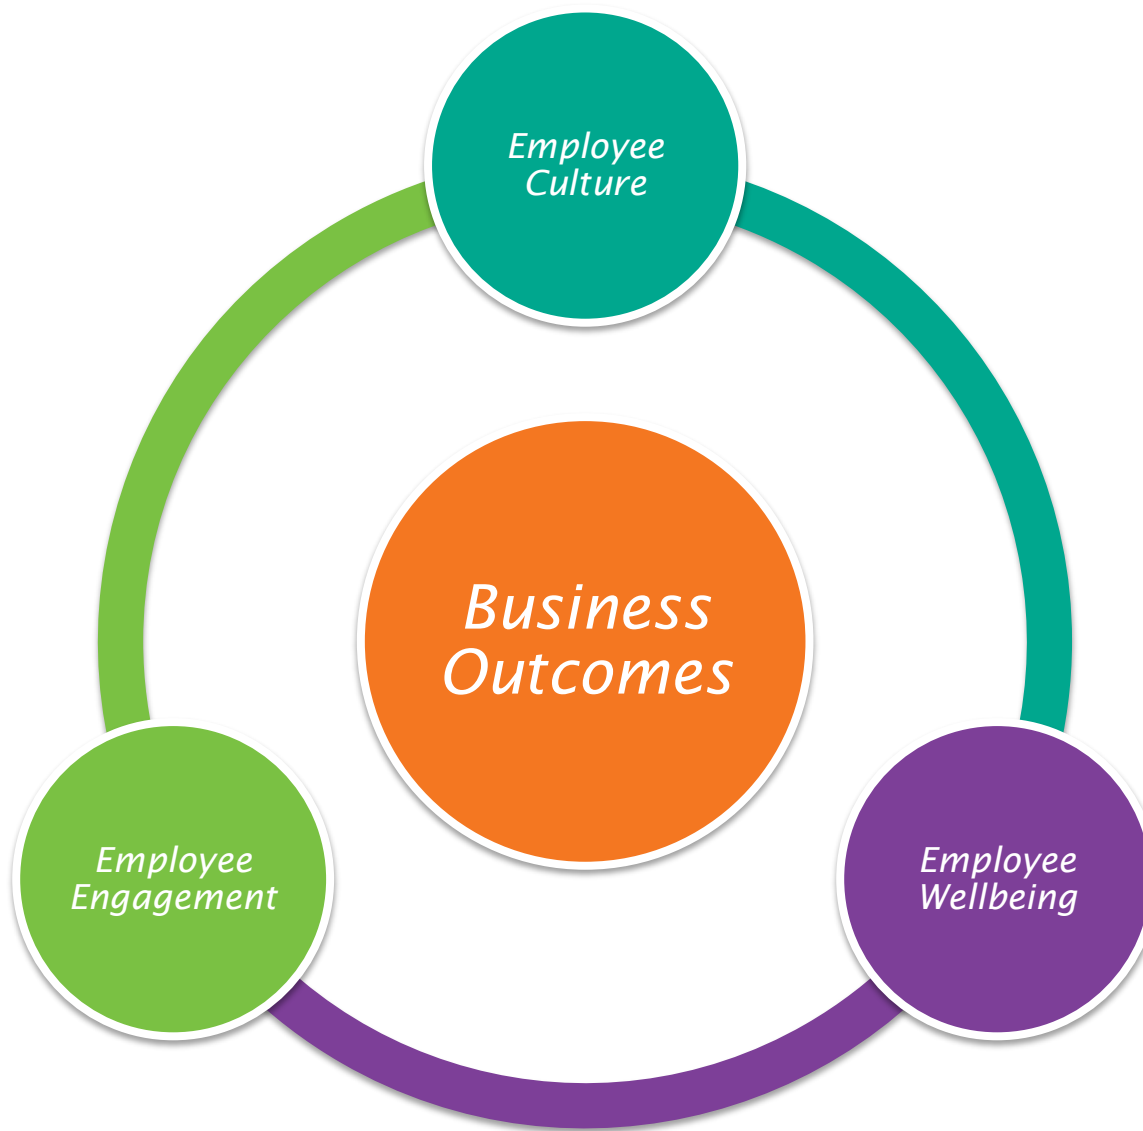 Employee
Culture
Business
Outcomes
Employee
Engagement
Employee
Wellbeing